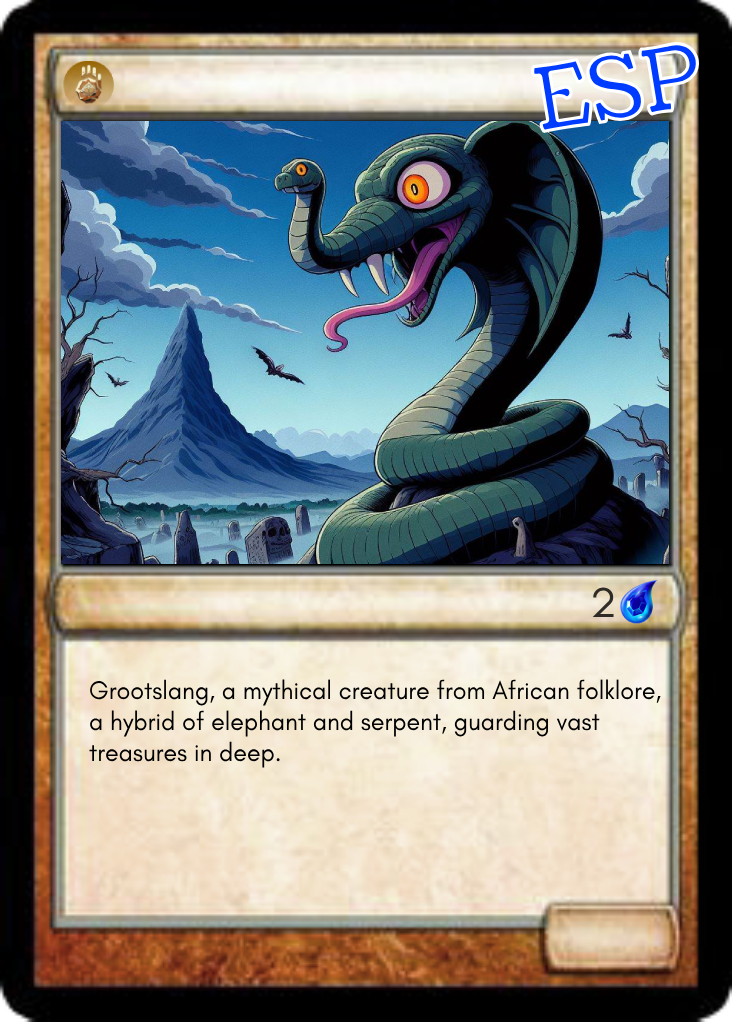 ESP
2
Grootslang, a mythical creature from African folklore,
a hybrid of elephant and serpent, guarding vast
treasures in deep.